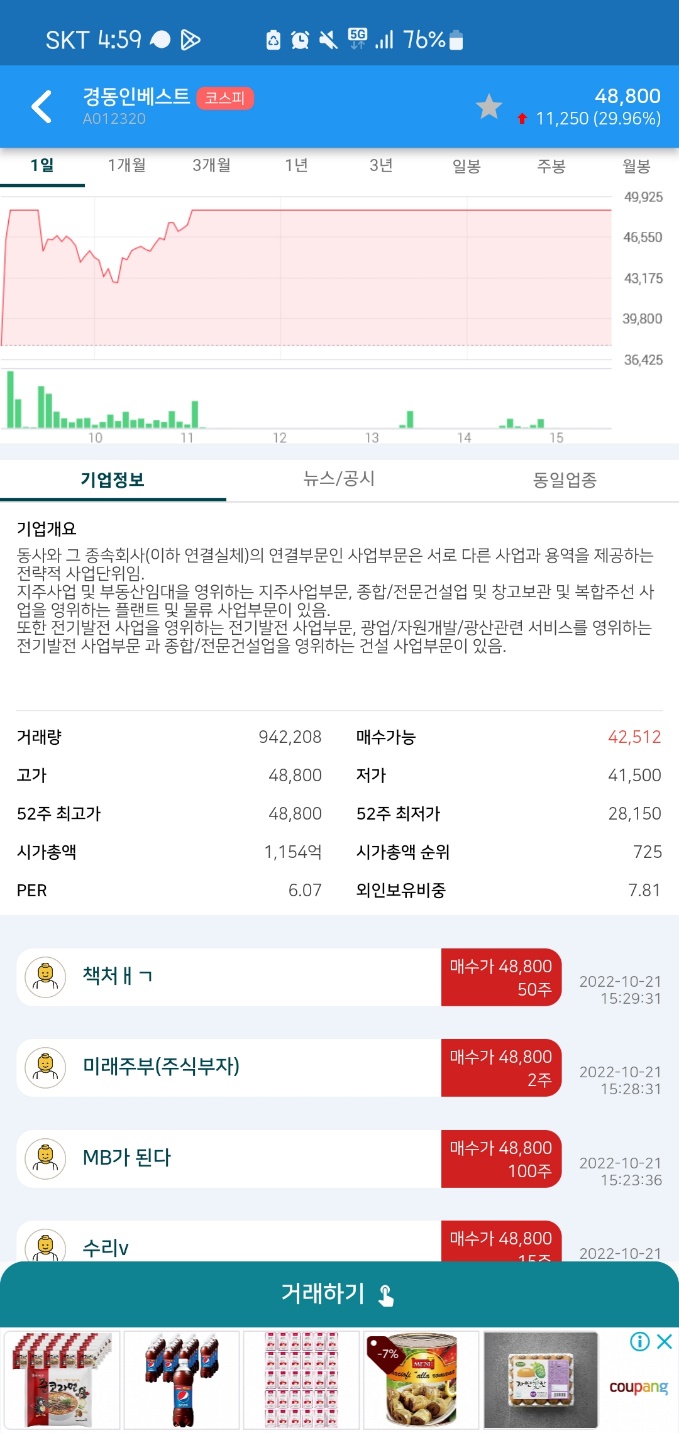 SKT 4:59 5G 76%
경동인베스트 코스피 48,800
A012320 11,250 (29.96%)
1일 1개월 3개월 1년 3년 일봉 주봉 월봉
49,925
46,550
43,175
39,800
36,425
10 11 12 13 14 15
기업정보 뉴스/공시 동일업종
기업개요
동사와 그 종속회사(이하 연결실체)의 연결부문인 사업부문은 서로 다른 사업과 용역을 제공하는
전략적 사업단위임.
지주사업 및 부동산임대을 영위하는 지주사업부문, 종합/전문건설업 및 창고보관 및 복합주선 사
업을 영위하는 플랜트 및 물류 사업부문이 있음.
또한 전기발전 사업을 영위하는 전기발전 사업부문, 광업/자원개발/광산관련 서비스를 영위하는
전기발전 사업부문 과 종합/전문건설업을 영위하는 건설 사업부문이 있음.
거래량 942,208 매수가능 42,512
고가 48,800 저가 41,500
52주 최고가 48,800 52주 최저가 28,150
시가총액 1,154억 시가총액 순위 725
PER 6.07 외인보유비중 7.81
책처ㅐㄱ 매수가 48,800
50주
2022-10-21
15:29:31
미래주부(주식부자) 매수가 48,800
2주
2022-10-21
15:28:31
MB가 된다 매수가 48,800
100주
2022-10-21
15:23:36
수리v 매수가 48,800
15주
2022-10-21
거래하기
-7%
coupang